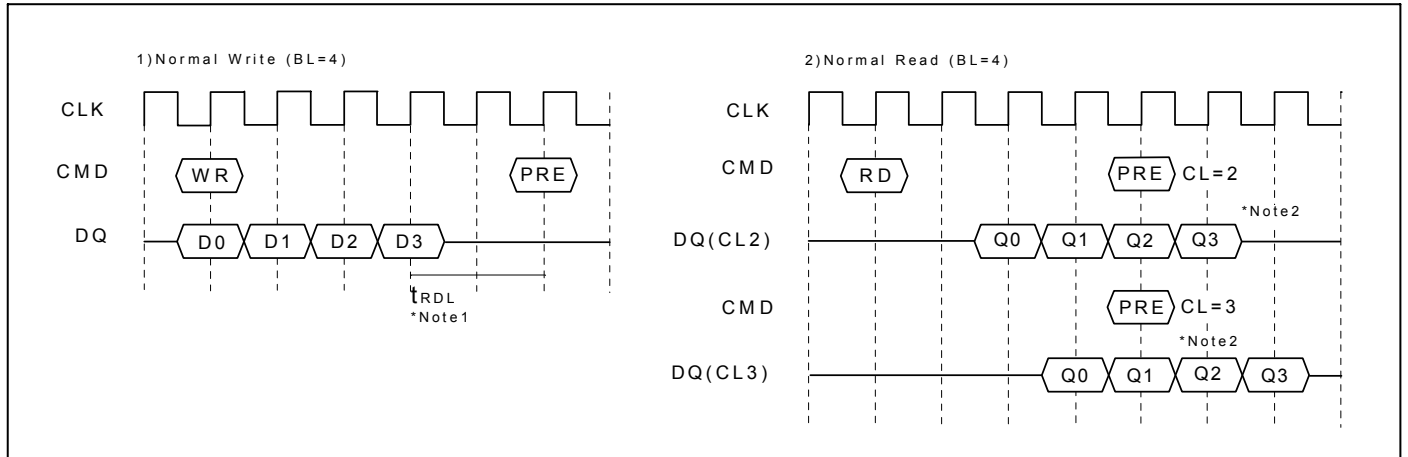 1)Normal Write (BL=4)
CLK
CMD WR PRE
DQ D0 D1 D2 D3
tRDL
*Note1
2)Normal Read (BL=4)
CLK
CMD RD PRE CL=2
*Note2
DQ(CL2) Q0 Q1 Q2 Q3
CMD PRE CL=3
*Note2
DQ(CL3) Q0 Q1 Q2 Q3